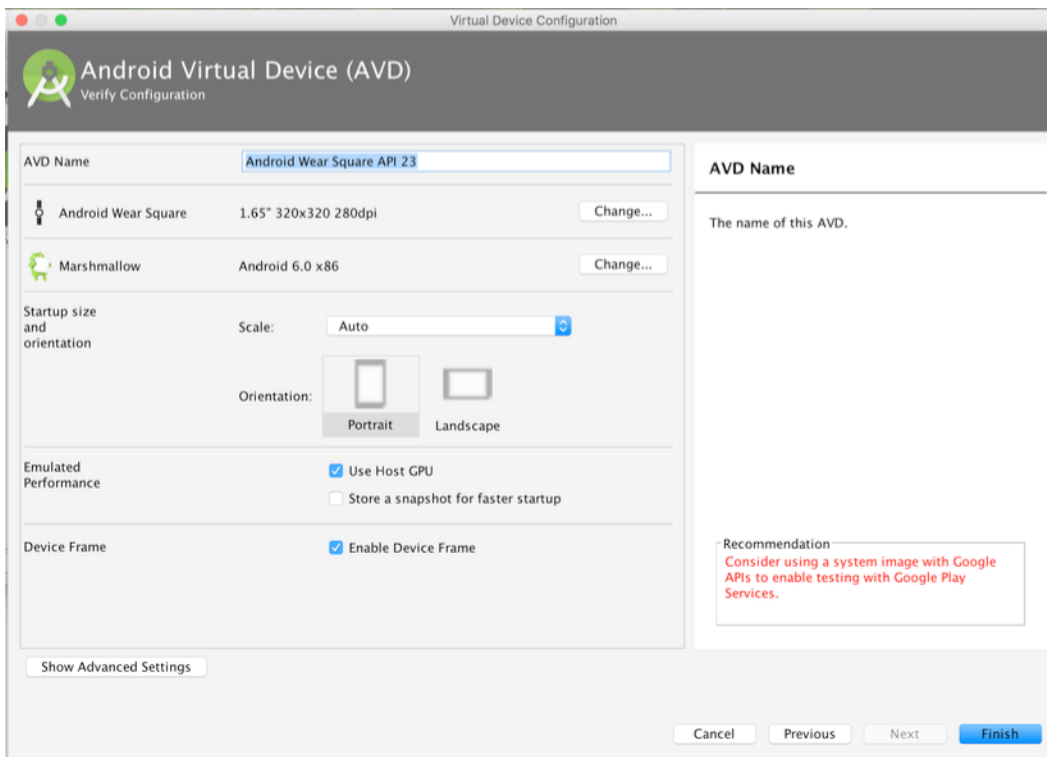 Virtual Device Configuration
Android Virtual Device (AVD)
Verify Configuration
AVD Name
Android Wear Square API 23
Android Wear Square
1.65" 320x320 280dpi
Change...
Marshmallow
Android 6.0 x86
Change...
Startup size
and
orientation
Scale:
Auto
Orientation:
Portrait
Landscape
Emulated
Performance
Use Host GPU
Store a snapshot for faster startup
Device Frame
Enable Device Frame
Show Advanced Settings
AVD Name
The name of this AVD.
Recommendation
Consider using a system image with Google
APIs to enable testing with Google Play
Services.
Cancel
Previous
Next
Finish